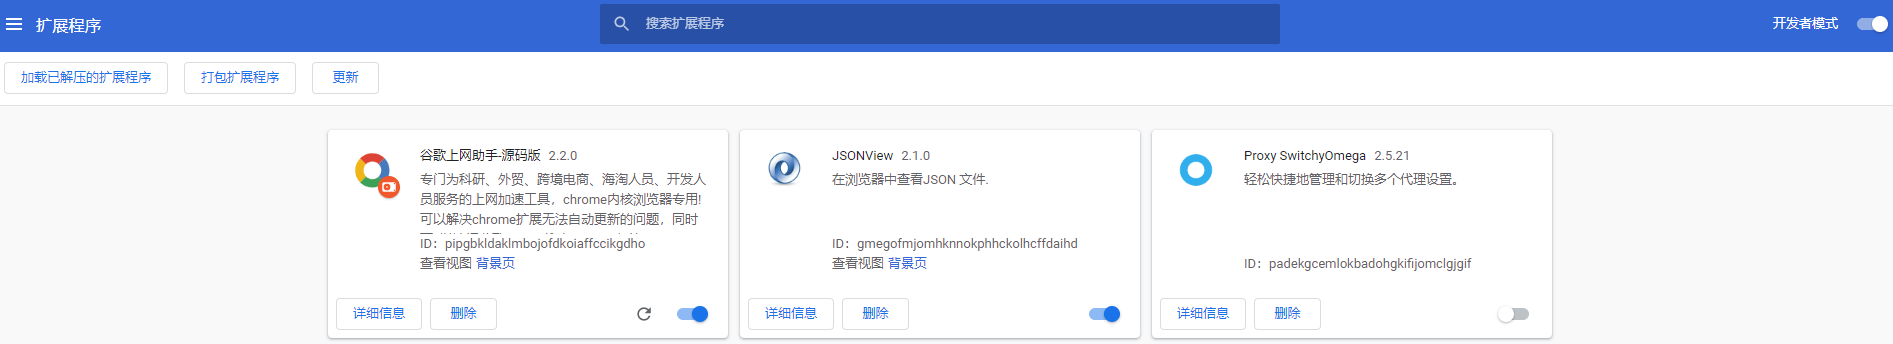 扩展程序
搜索扩展程序
开发者模式
加载已解压的扩展程序
打包扩展程序
更新
谷歌上网助手-源码版 2.2.0
专门为科研、外贸、跨境电商、海淘人员、开发人
员服务的上网加速工具，chrome内核浏览器专用!
可以解决chrome扩展无法自动更新的问题，同时
ID：pipgbkldaklmbojofdkoiaffccikgdho
查看视图 背景页
详细信息
删除
JSONView 2.1.0
在浏览器中查看JSON 文件.
ID：gmegofmjomhknnokphhckolhcffdaihd
查看视图 背景页
详细信息
删除
Proxy SwitchyOmega 2.5.21
轻松快捷地管理和切换多个代理设置。
ID：padekgcemlokbadohgkifijomclgjgif
详细信息
删除